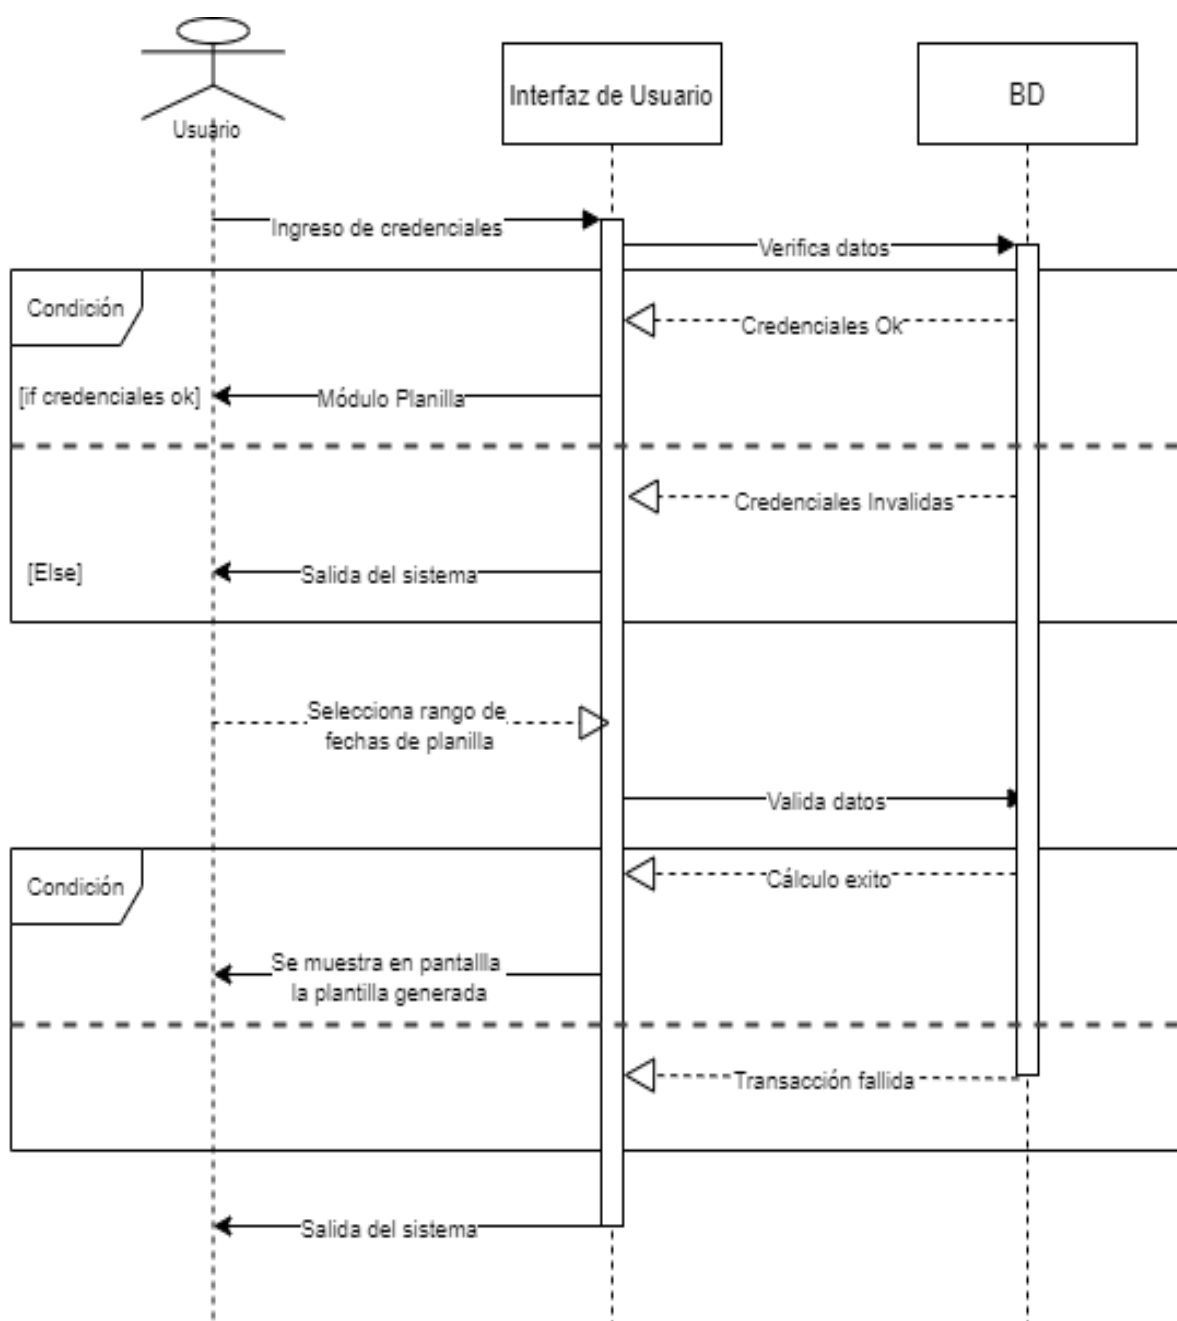 Usuario
Interfaz de Usuario
BD
Ingreso de credenciales
Verifica datos
Condición
Credenciales Ok
[if credenciales ok]
Módulo Planilla
Credenciales Invalidas
[Else]
Salida del sistema
Selecciona rango de
fechas de planilla
Valida datos
Condición
Cálculo exito
Se muestra en pantallla
la plantilla generada
Transacción fallida
Salida del sistema